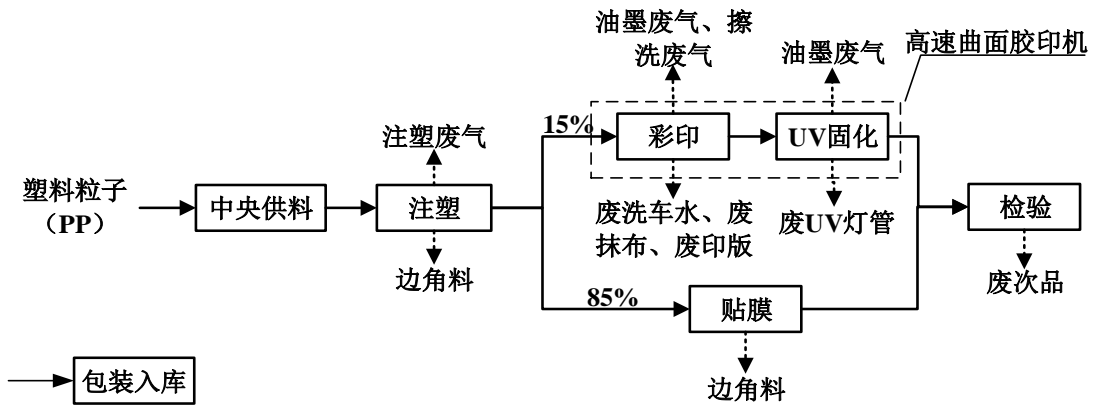 油墨废气、擦
洗废气
油墨废气
高速曲面胶印机
15%
彩印
UV固化
注塑废气
塑料粒子
（PP）
中央供料
注塑
废洗车水、废
抹布、废印版
废UV灯管
检验
边角料
废次品
85%
贴膜
边角料
包装入库